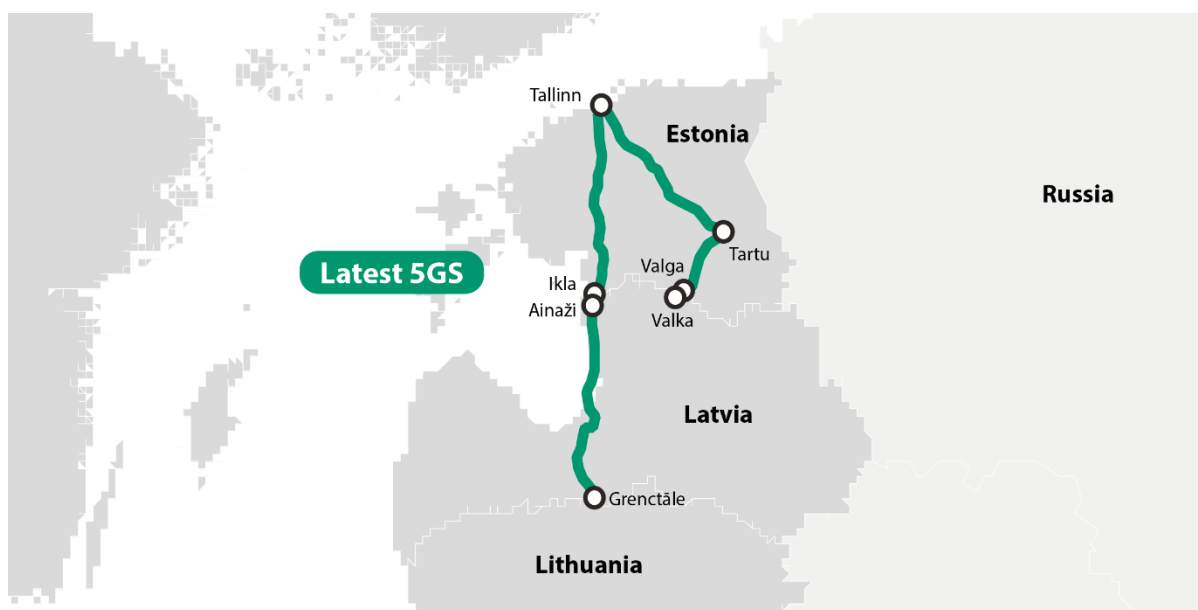 Tallinn
Estonia
Russia
Tartu
Valga
Latest 5GS
Ikla
Ainaži
Valka
Latvia
Grenctāle
Lithuania